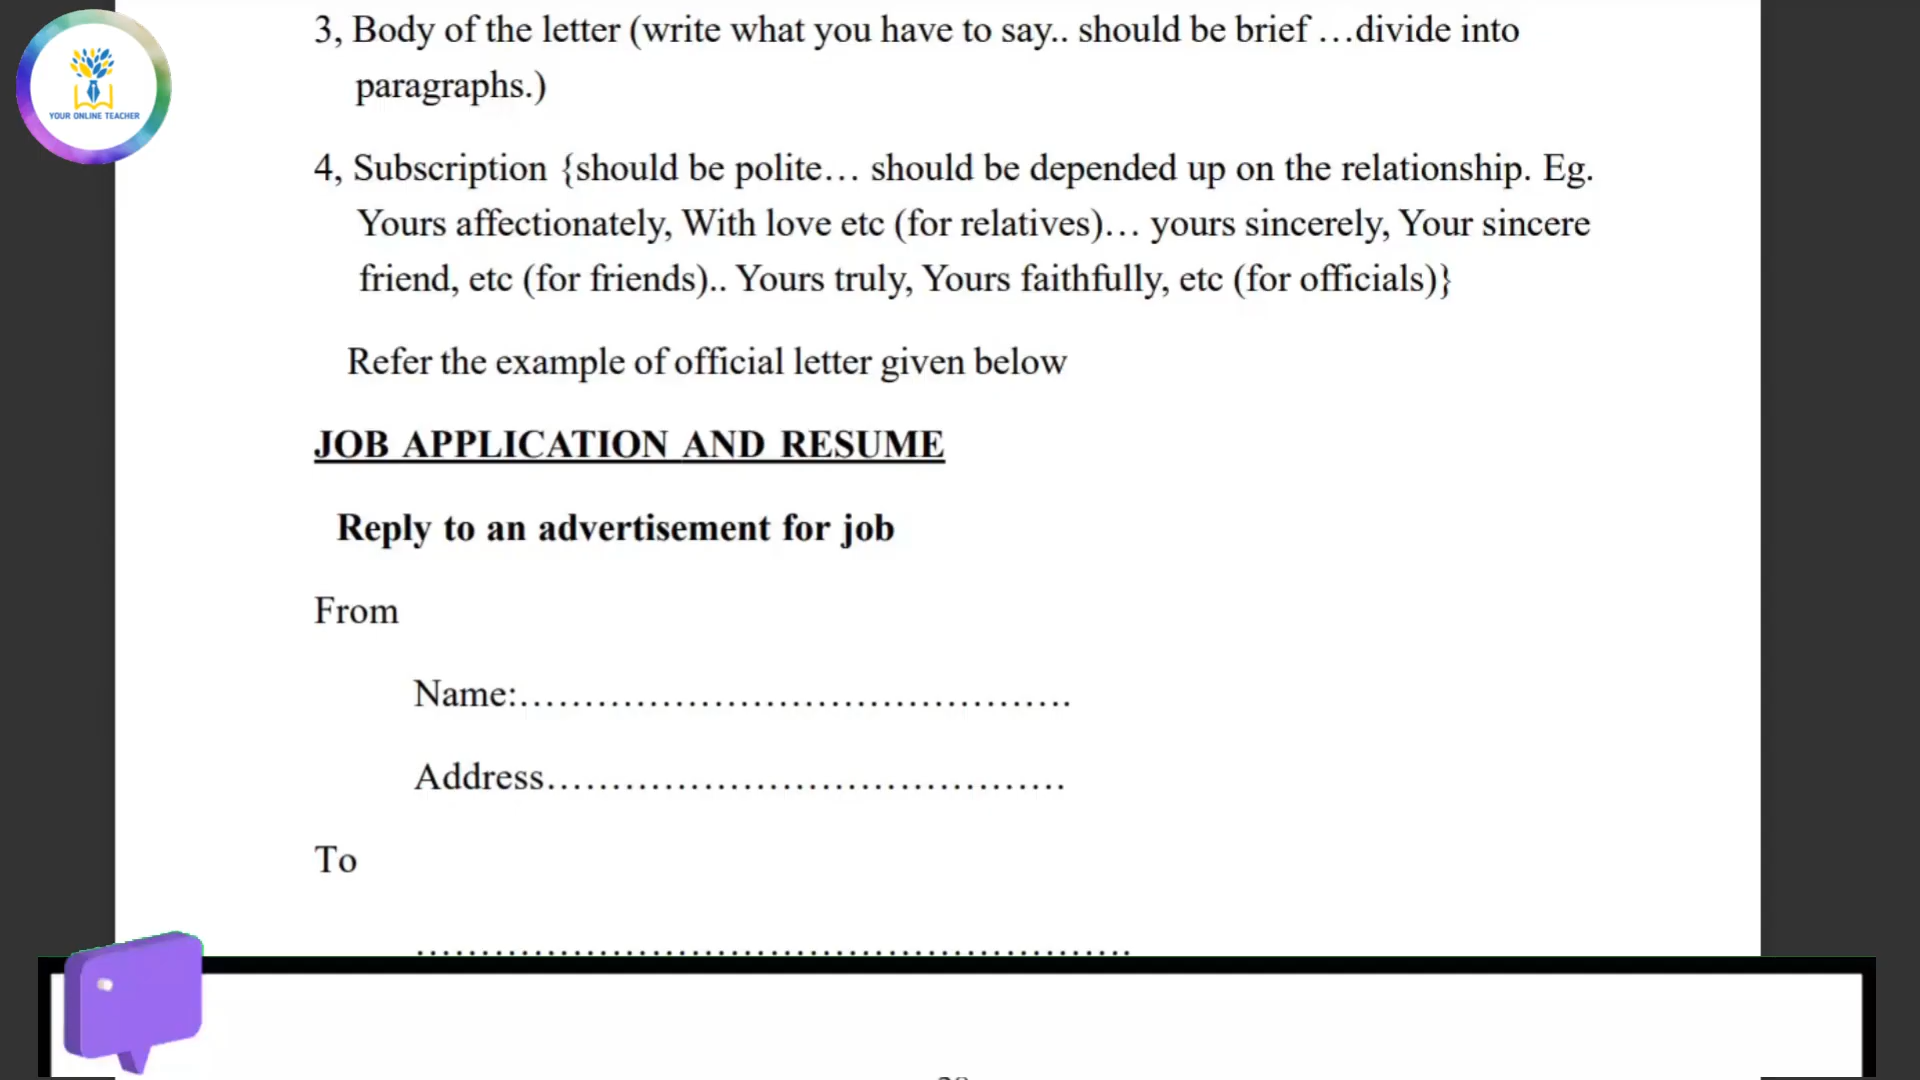 3, Body of the letter (write what you have to say.. should be brief …divide into
paragraphs.)
YOUR ONLINE TEACHER
4, Subscription {should be polite… should be depended up on the relationship. Eg.
Yours affectionately, With love etc (for relatives)… yours sincerely, Your sincere
friend, etc (for friends).. Yours truly, Yours faithfully, etc (for officials)}
Refer the example of official letter given below
JOB APPLICATION AND RESUME
Reply to an advertisement for job
From
Name:…………………………………….
Address…………………………………
To
……………………………………………….